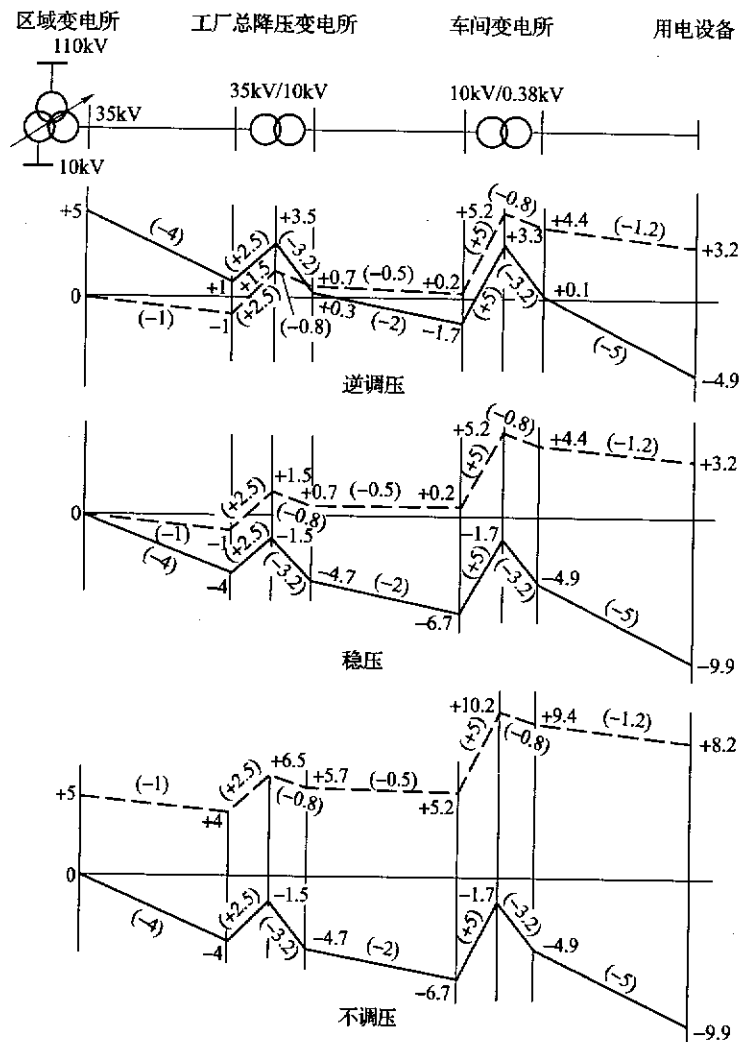 区域变电所 工厂总降压变电所 车间变电所 用电设备
110kV
35kV/10kV 10kV/0.38kV
35kV
10kV
+5 (−4) +1 (+2.5) +3.5 (−3.2) +0.3 (−2) −1.7 (+5) +3.3 (−3.2) +0.1 (−5) −4.9
0 (−1) −1 (+2.5) +1.5 (−0.8) +0.7 (−0.5) +0.2 (+5) +5.2 (−0.8) +4.4 (−1.2) +3.2
逆调压
0 (−1) −1 (+2.5) +1.5 (−0.8) +0.7 (−0.5) +0.2 (+5) +5.2 (−0.8) +4.4 (−1.2) +3.2
(−4) −4 (+2.5) −1.5 (−3.2) −4.7 (−2) −6.7 (+5) −1.7 (−3.2) −4.9 (−5) −9.9
稳压
+5 (−1) +4 (+2.5) +6.5 (−0.8) +5.7 (−0.5) +5.2 (+5) +10.2 (−0.8) +9.4 (−1.2) +8.2
0 (−4) −4 (+2.5) −1.5 (−3.2) −4.7 (−2) −6.7 (+5) −1.7 (−3.2) −4.9 (−5) −9.9
不调压